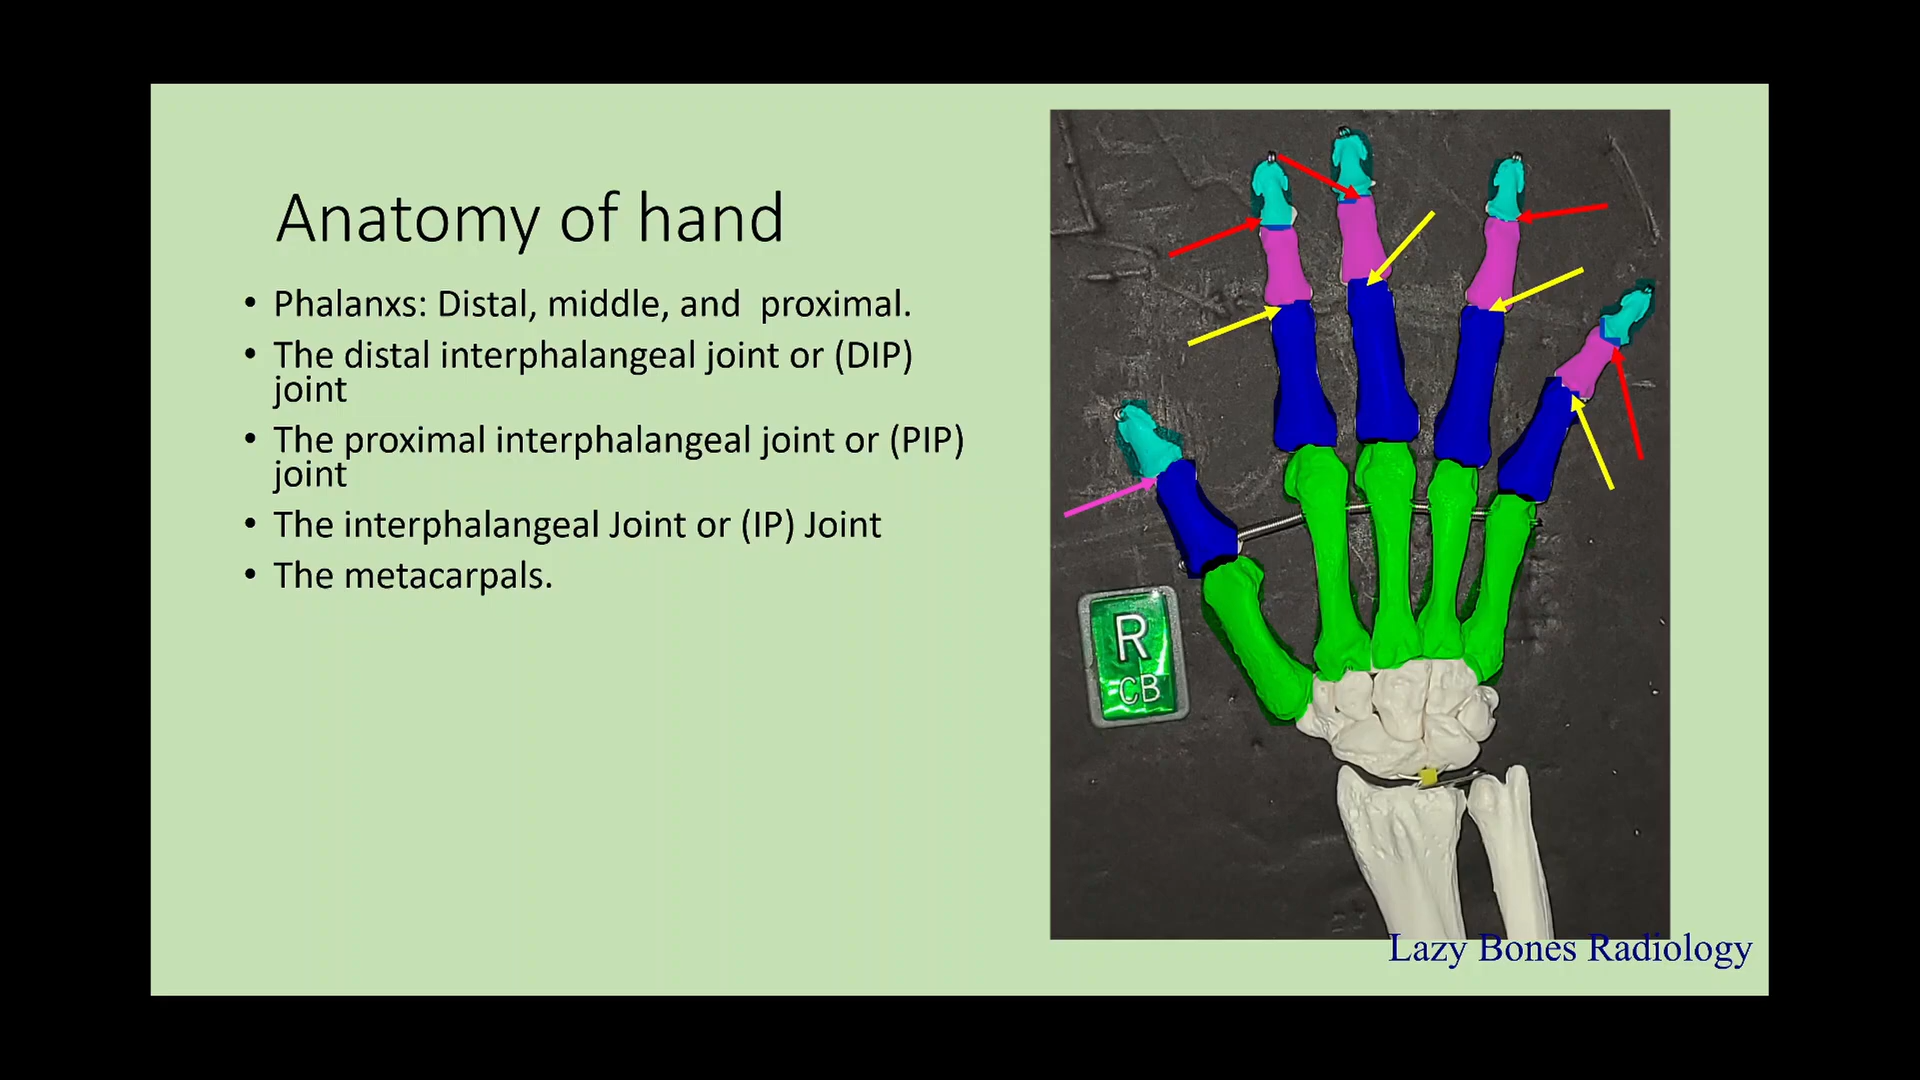 Anatomy of hand
• Phalanxs: Distal, middle, and  proximal.
• The distal interphalangeal joint or (DIP)
joint
• The proximal interphalangeal joint or (PIP)
joint
• The interphalangeal Joint or (IP) Joint
• The metacarpals.
R
CB
Lazy Bones Radiology